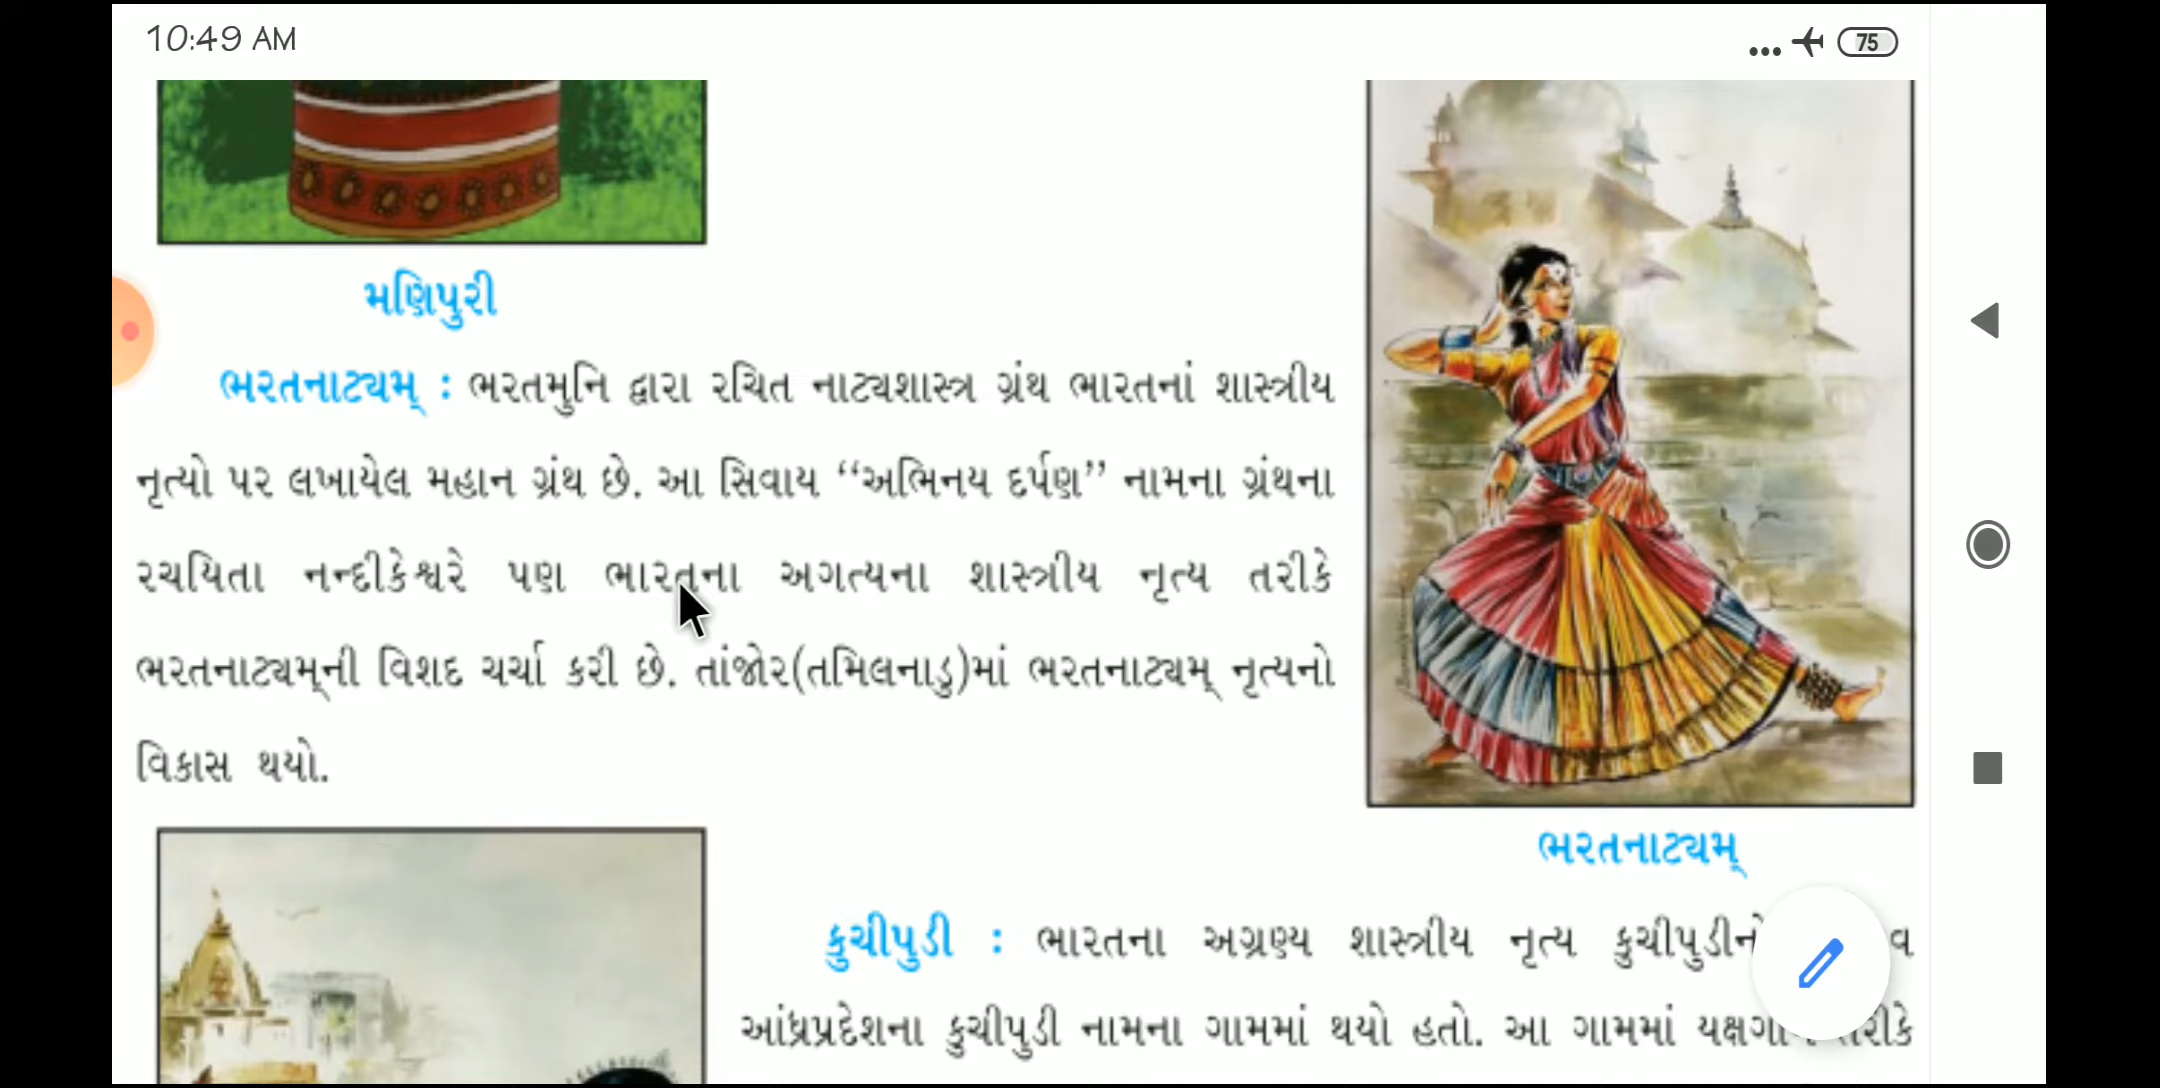 10:49 AM
75
મણિપુરી
ભરતનાટ્યમ્ : ભરતમુનિ દ્વારા રચિત નાટ્યશાસ્ત્ર ગ્રંથ ભારતનાં શાસ્ત્રીય
નૃત્યો પર લખાયેલ મહાન ગ્રંથ છે. આ સિવાય “અભિનય દર્પણ” નામના ગ્રંથના
રચયિતા નન્દીકેશ્વરે પણ ભારતના અગત્યના શાસ્ત્રીય નૃત્ય તરીકે
ભરતનાટ્યમ્‌ની વિશદ ચર્ચા કરી છે. તાંજોર(તમિલનાડુ)માં ભરતનાટ્યમ્ નૃત્યનો
વિકાસ થયો.
ભરતનાટ્યમ્
કુચીપુડી : ભારતના અગ્રણ્ય શાસ્ત્રીય નૃત્ય કુચીપુડીનો
આંધ્રપ્રદેશના કુચીપુડી નામના ગામમાં થયો હતો. આ ગામમાં